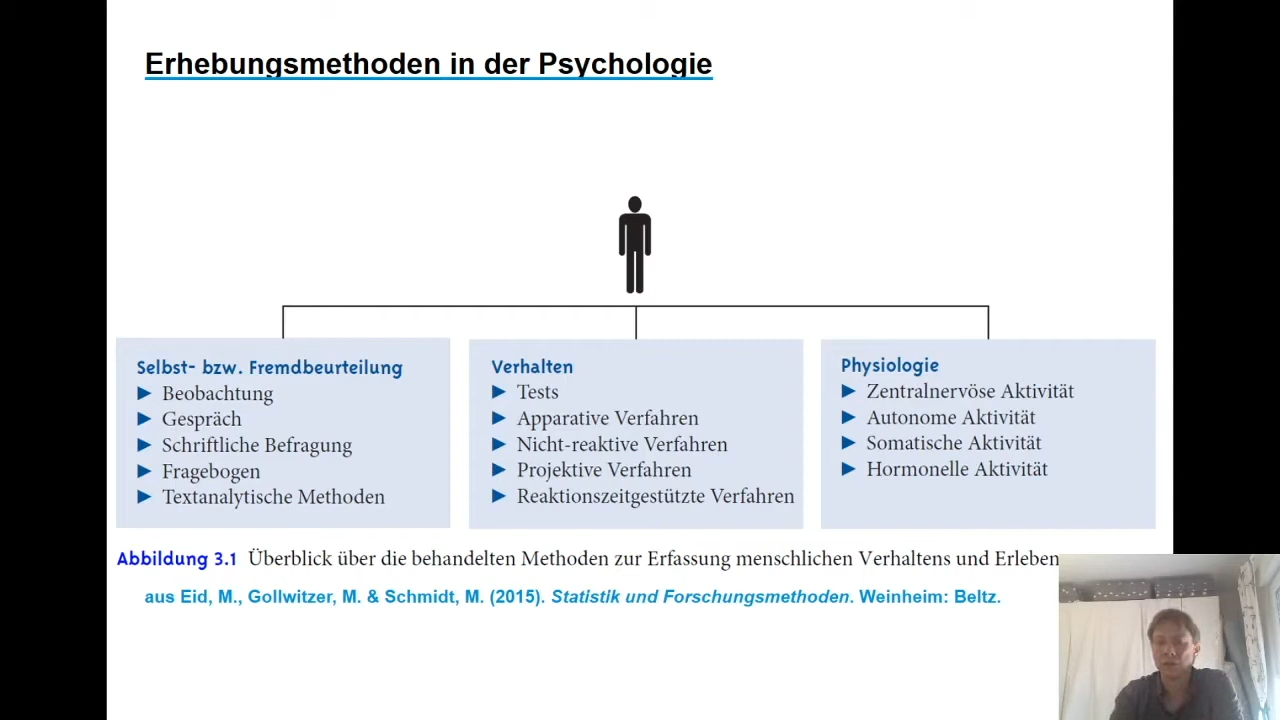 Erhebungsmethoden in der Psychologie
Selbst- bzw. Fremdbeurteilung
► Beobachtung
► Gespräch
► Schriftliche Befragung
► Fragebogen
► Textanalytische Methoden
Verhalten
► Tests
► Apparative Verfahren
► Nicht-reaktive Verfahren
► Projektive Verfahren
► Reaktionszeitgestützte Verfahren
Physiologie
► Zentralnervöse Aktivität
► Autonome Aktivität
► Somatische Aktivität
► Hormonelle Aktivität
Abbildung 3.1 Überblick über die behandelten Methoden zur Erfassung menschlichen Verhaltens und Erleben
aus Eid, M., Gollwitzer, M. & Schmidt, M. (2015). Statistik und Forschungsmethoden. Weinheim: Beltz.